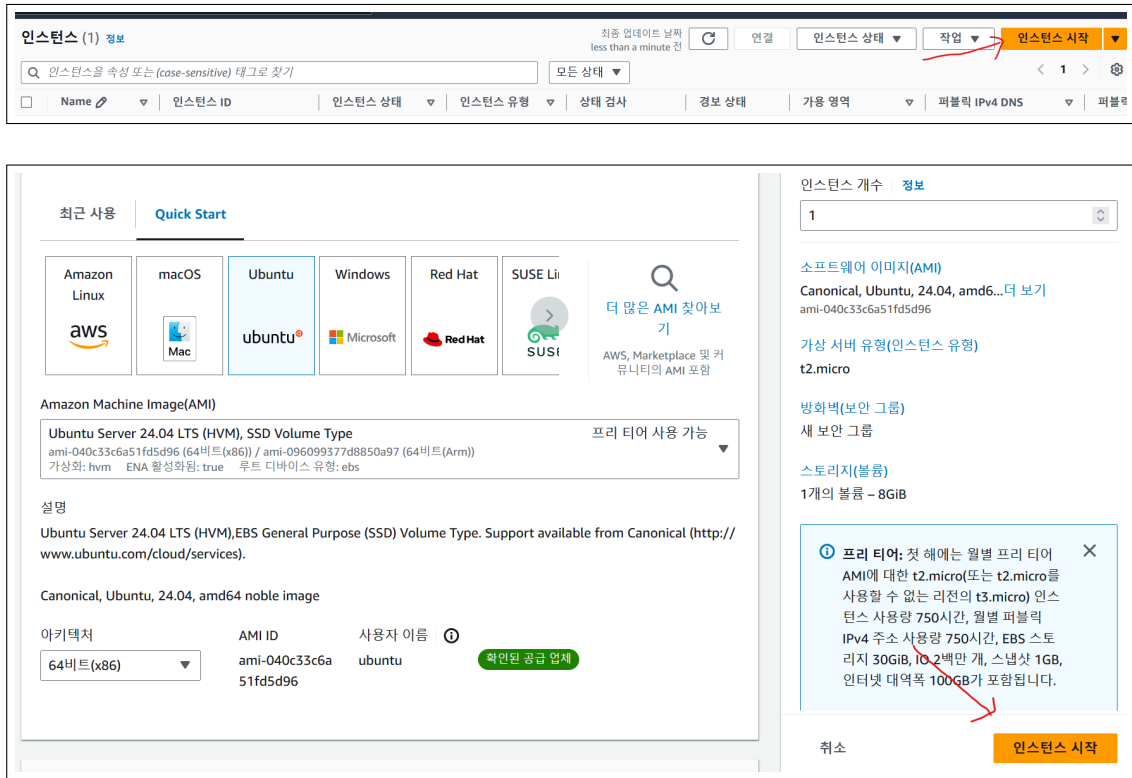 인스턴스 (1) 정보
최종 업데이트 날짜
less than a minute 전
연결
인스턴스 상태 ▼
작업 ▼
인스턴스 시작 ▼
인스턴스을 속성 또는 (case-sensitive) 태그로 찾기
모든 상태 ▼
1
Name
인스턴스 ID
인스턴스 상태
인스턴스 유형
상태 검사
경보 상태
가용 영역
퍼블릭 IPv4 DNS
최근 사용
Quick Start
Amazon
Linux
aws
macOS
Mac
Ubuntu
ubuntu
Windows
Microsoft
Red Hat
Red Hat
SUSE Li
SUSE
더 많은 AMI 찾아보
기
AWS, Marketplace 및 커
뮤니티의 AMI 포함
Amazon Machine Image(AMI)
Ubuntu Server 24.04 LTS (HVM), SSD Volume Type
프리 티어 사용 가능
ami-040c33c6a51fd5d96 (64비트(x86)) / ami-096099377d8850a97 (64비트(Arm))
가상화: hvm ENA 활성화됨: true 루트 디바이스 유형: ebs
설명
Ubuntu Server 24.04 LTS (HVM),EBS General Purpose (SSD) Volume Type. Support available from Canonical (http://
www.ubuntu.com/cloud/services).
Canonical, Ubuntu, 24.04, amd64 noble image
아키텍처
64비트(x86)
AMI ID
ami-040c33c6a
51fd5d96
사용자 이름
ubuntu
확인된 공급 업체
인스턴스 개수 정보
1
소프트웨어 이미지(AMI)
Canonical, Ubuntu, 24.04, amd6...더 보기
ami-040c33c6a51fd5d96
가상 서버 유형(인스턴스 유형)
t2.micro
방화벽(보안 그룹)
새 보안 그룹
스토리지(볼륨)
1개의 볼륨 – 8GiB
프리 티어: 첫 해에는 월별 프리 티어
AMI에 대한 t2.micro(또는 t2.micro를
사용할 수 없는 리전의 t3.micro) 인스
턴스 사용량 750시간, 월별 퍼블릭
IPv4 주소 사용량 750시간, EBS 스토
리지 30GiB, IO 2백만 개, 스냅샷 1GB,
인터넷 대역폭 100GB가 포함됩니다.
취소
인스턴스 시작